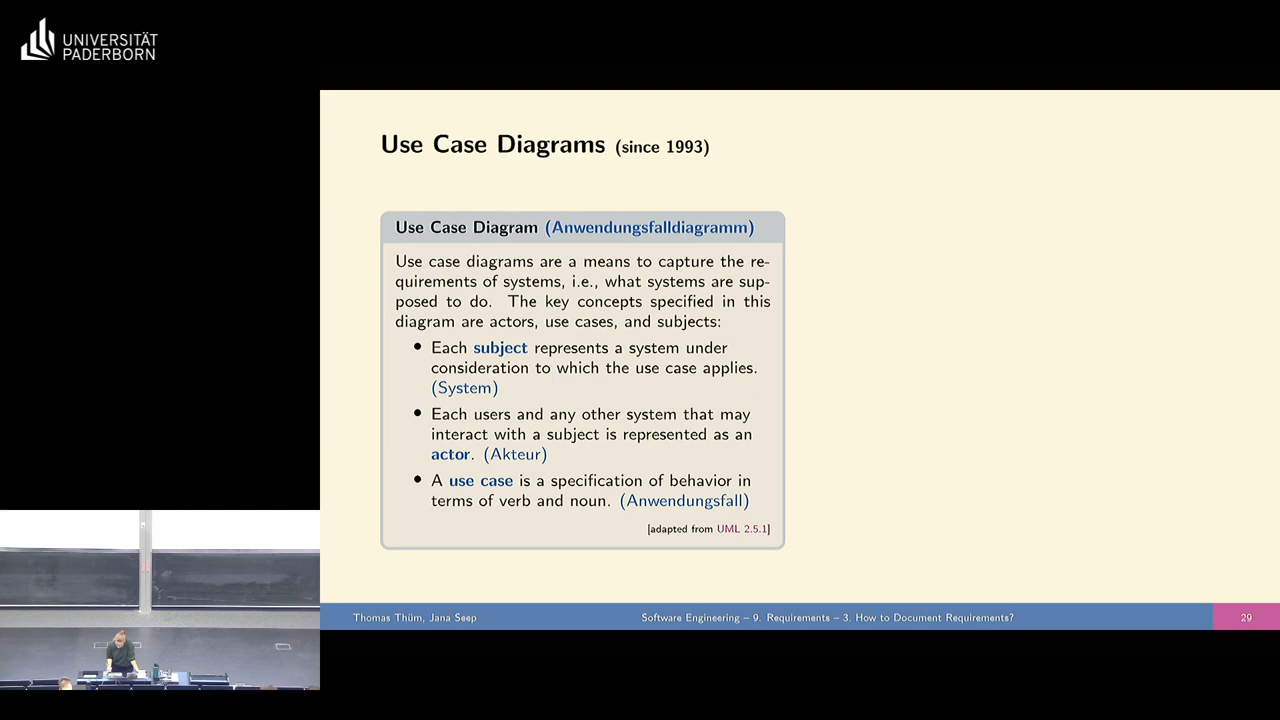 UNIVERSITÄT
PADERBORN
Use Case Diagrams (since 1993)
Use Case Diagram (Anwendungsfalldiagramm)
Use case diagrams are a means to capture the re-
quirements of systems, i.e., what systems are sup-
posed to do. The key concepts specified in this
diagram are actors, use cases, and subjects:
• Each subject represents a system under
consideration to which the use case applies.
(System)
• Each users and any other system that may
interact with a subject is represented as an
actor. (Akteur)
• A use case is a specification of behavior in
terms of verb and noun. (Anwendungsfall)
[adapted from UML 2.5.1]
Thomas Thüm, Jana Seep
Software Engineering – 9. Requirements – 3. How to Document Requirements?
29